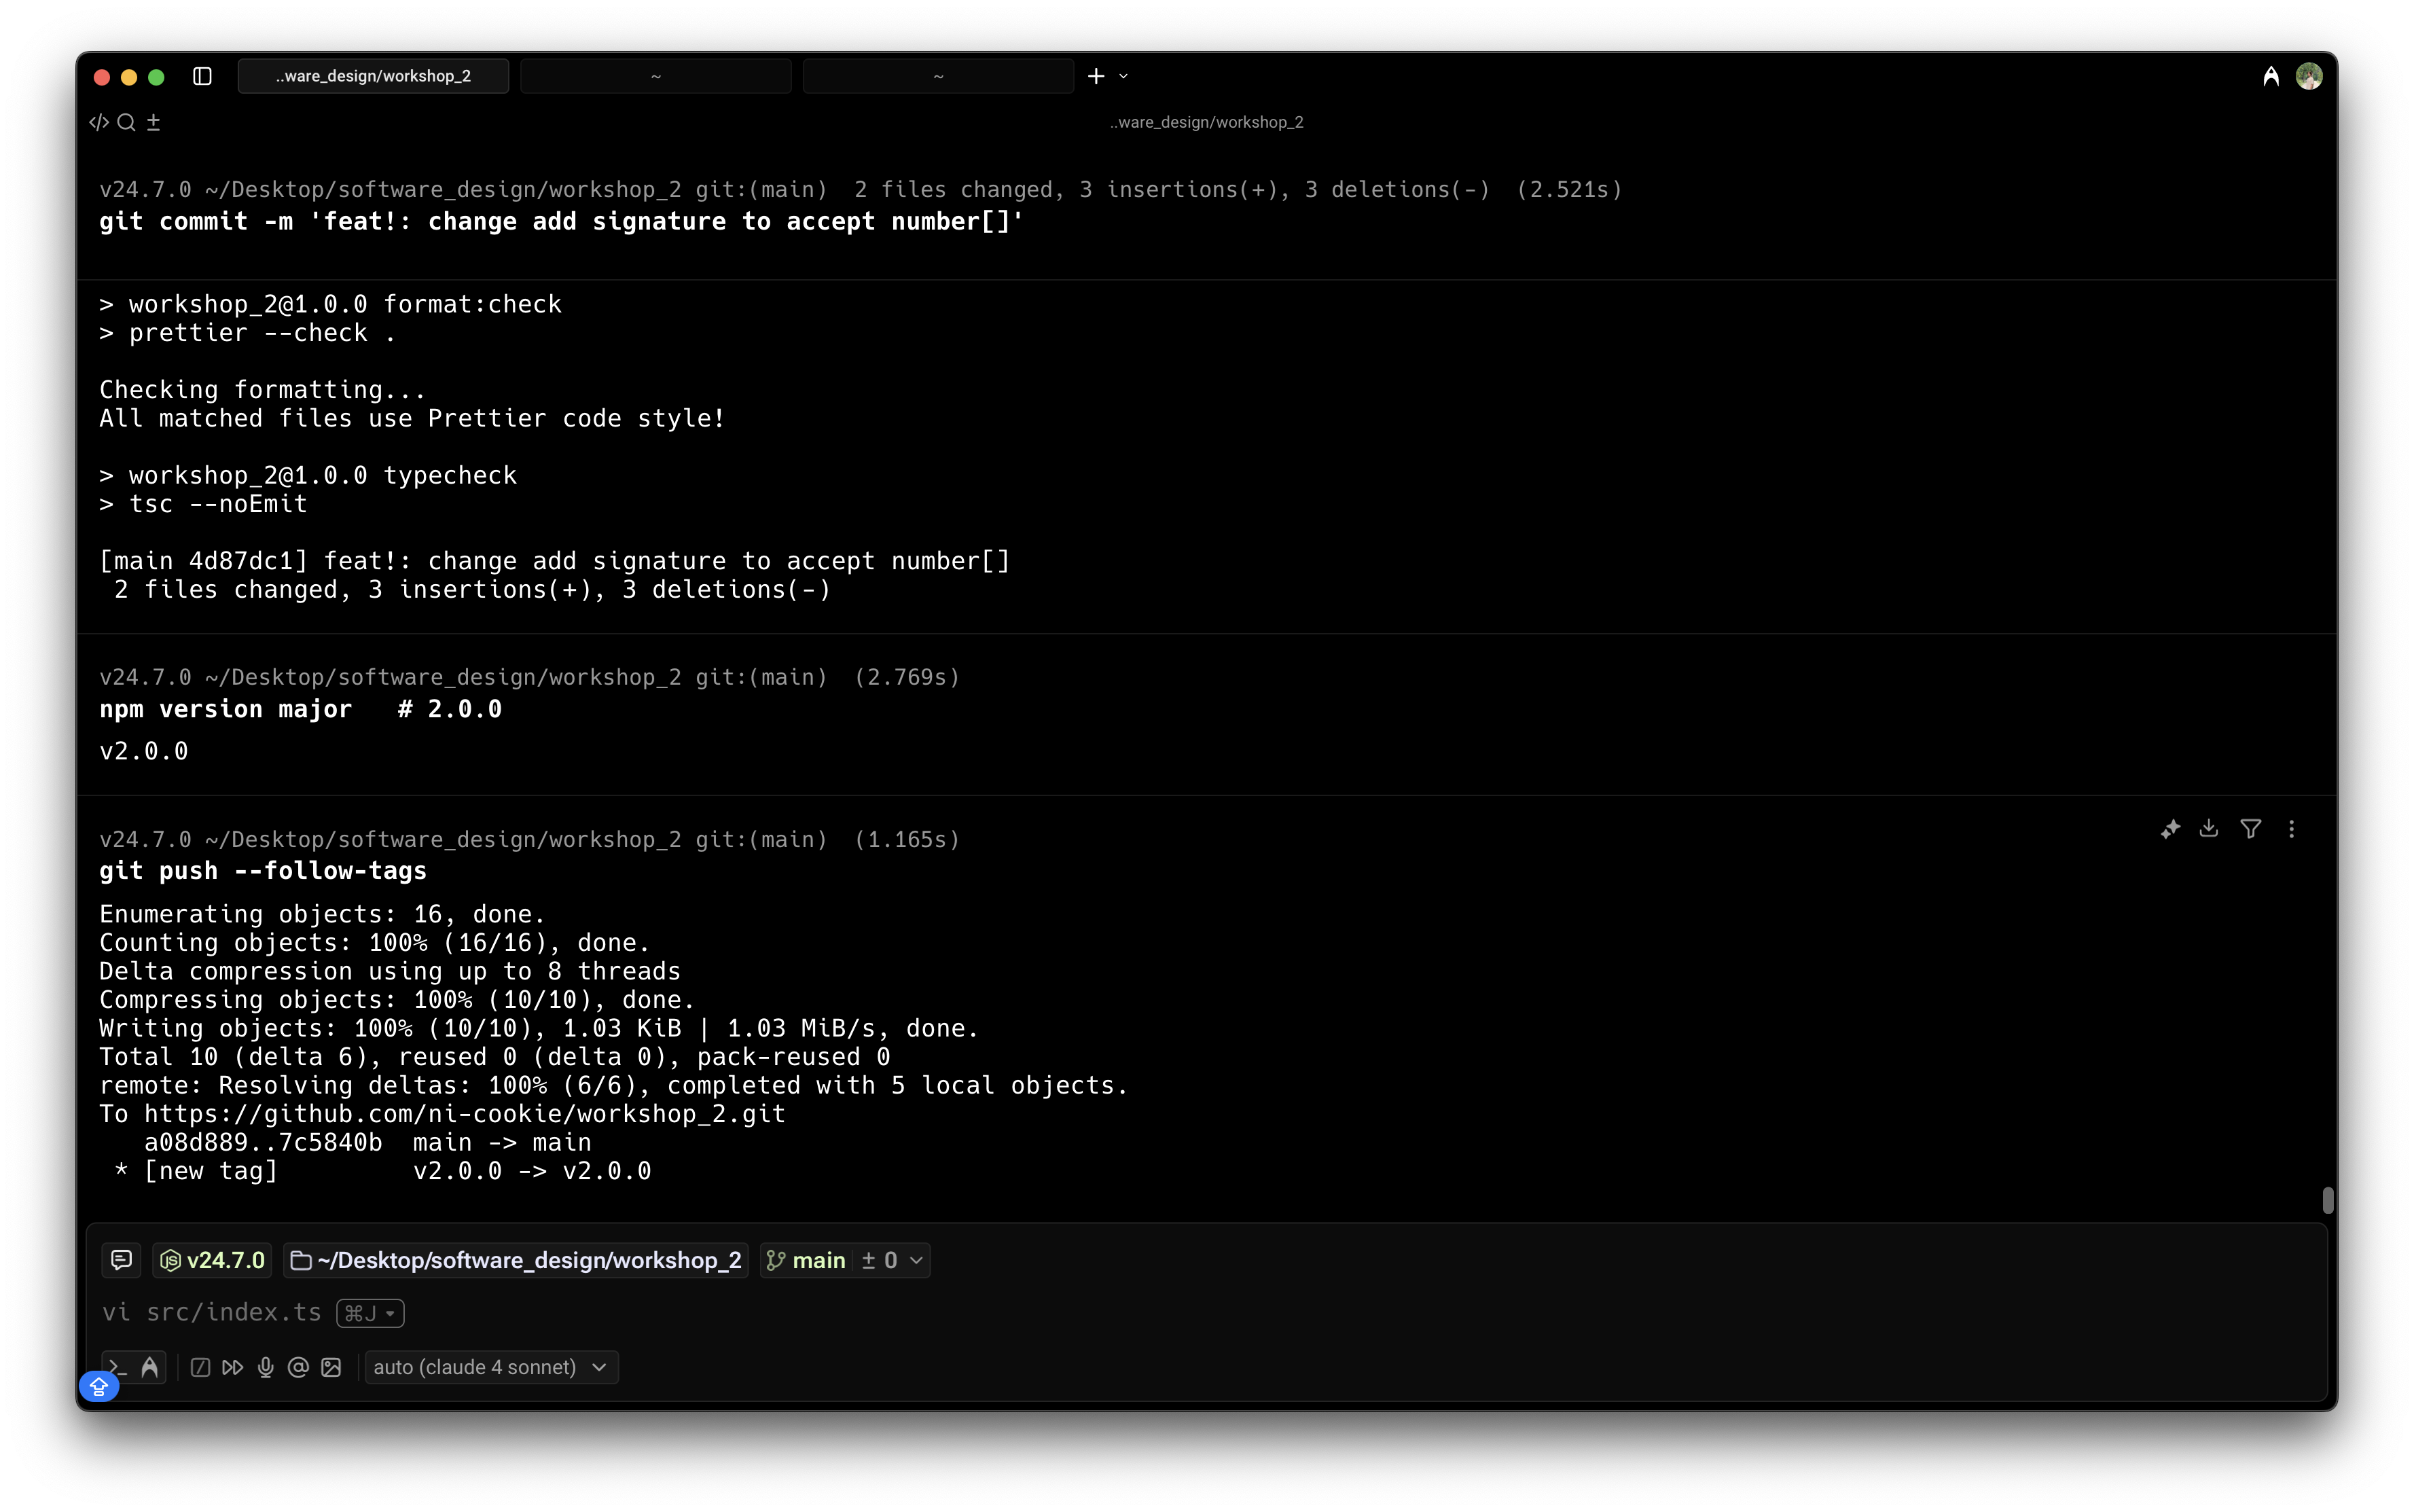 ..ware_design/workshop_2
~
~
..ware_design/workshop_2
v24.7.0 ~/Desktop/software_design/workshop_2 git:(main)  2 files changed, 3 insertions(+), 3 deletions(-)  (2.521s)
git commit -m 'feat!: change add signature to accept number[]'
> workshop_2@1.0.0 format:check
> prettier --check .
Checking formatting...
All matched files use Prettier code style!
> workshop_2@1.0.0 typecheck
> tsc --noEmit
[main 4d87dc1] feat!: change add signature to accept number[]
 2 files changed, 3 insertions(+), 3 deletions(-)
v24.7.0 ~/Desktop/software_design/workshop_2 git:(main)  (2.769s)
npm version major   # 2.0.0
v2.0.0
v24.7.0 ~/Desktop/software_design/workshop_2 git:(main)  (1.165s)
git push --follow-tags
Enumerating objects: 16, done.
Counting objects: 100% (16/16), done.
Delta compression using up to 8 threads
Compressing objects: 100% (10/10), done.
Writing objects: 100% (10/10), 1.03 KiB | 1.03 MiB/s, done.
Total 10 (delta 6), reused 0 (delta 0), pack-reused 0
remote: Resolving deltas: 100% (6/6), completed with 5 local objects.
To https://github.com/ni-cookie/workshop_2.git
   a08d889..7c5840b  main -> main
 * [new tag]         v2.0.0 -> v2.0.0
v24.7.0 ~/Desktop/software_design/workshop_2 main ± 0
vi src/index.ts ⌘J
auto (claude 4 sonnet)